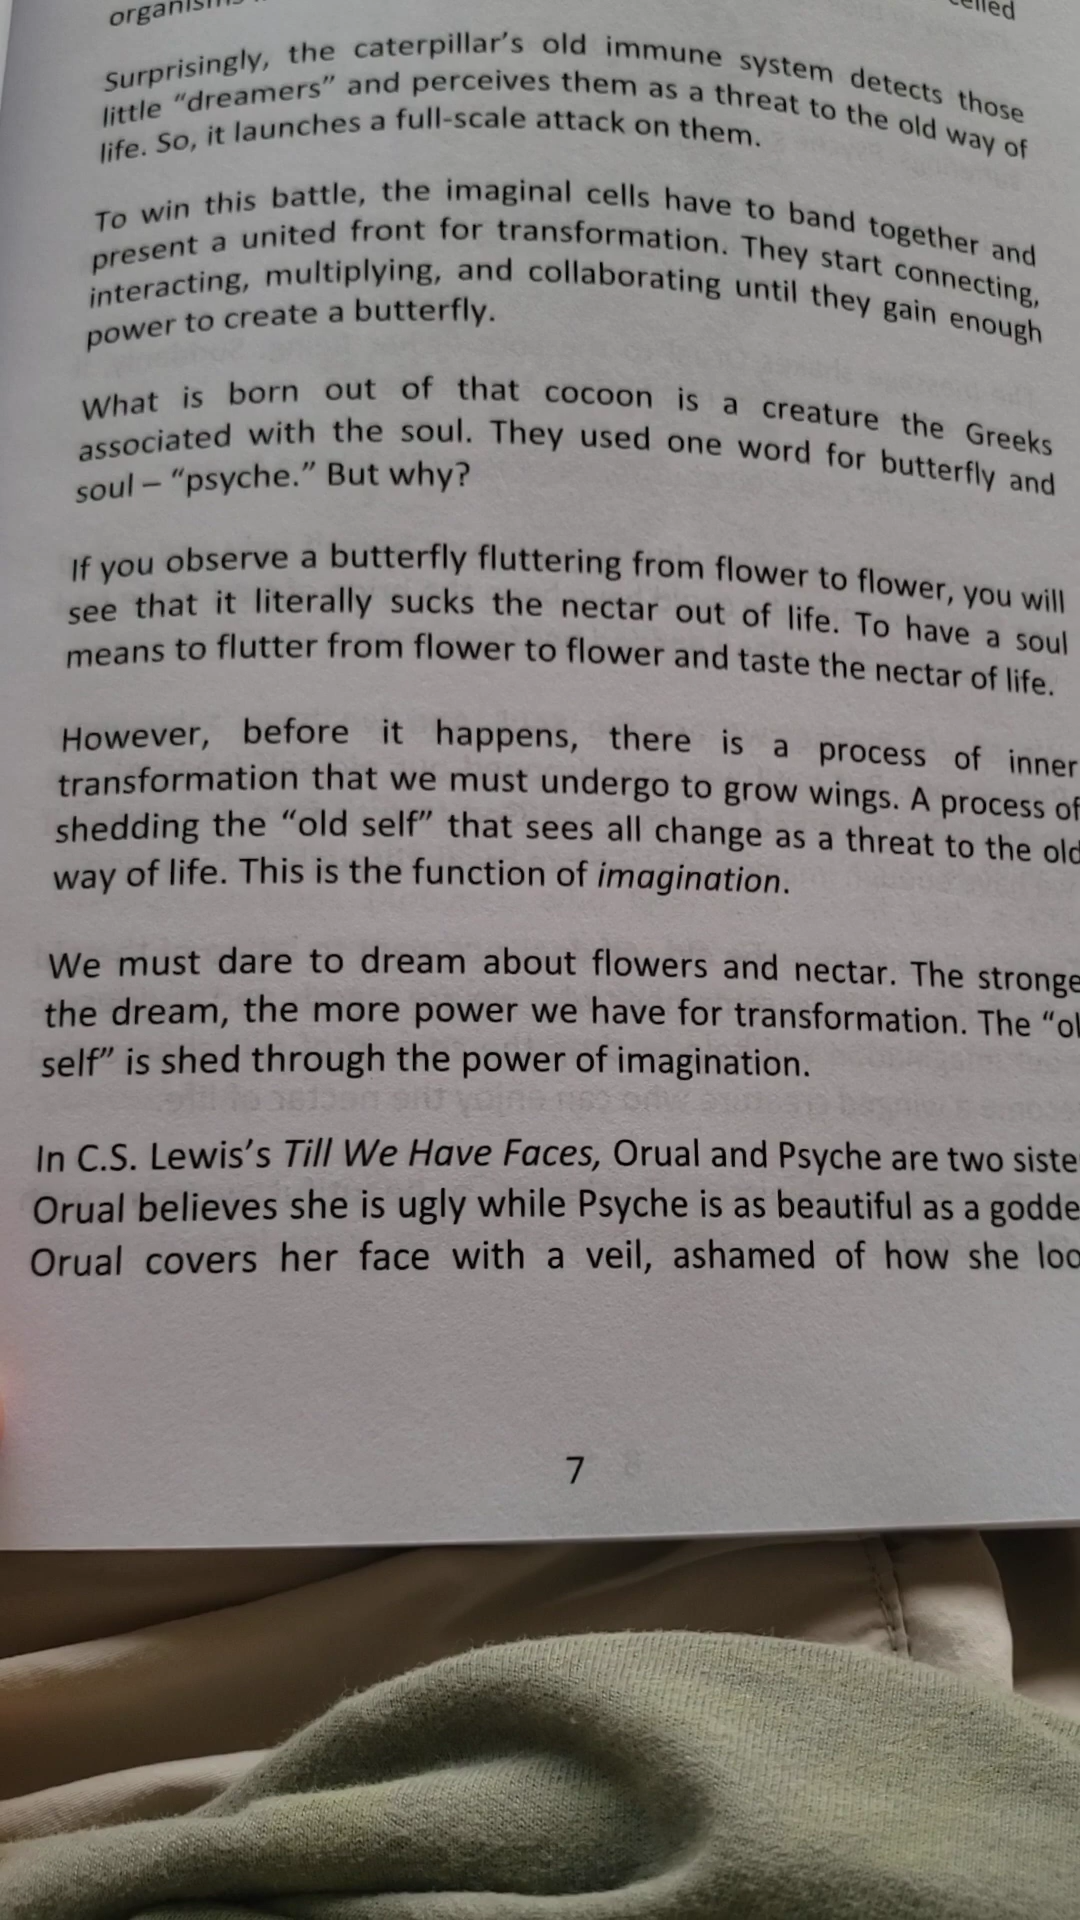 Surprisingly, the caterpillar's old immune system detects those
little "dreamers" and perceives them as a threat to the old way of
life. So, it launches a full-scale attack on them.
To win this battle, the imaginal cells have to band together and
present a united front for transformation. They start connecting,
interacting, multiplying, and collaborating until they gain enough
power to create a butterfly.
What is born out of that cocoon is a creature the Greeks
associated with the soul. They used one word for butterfly and
soul – "psyche." But why?
If you observe a butterfly fluttering from flower to flower, you will
see that it literally sucks the nectar out of life. To have a soul
means to flutter from flower to flower and taste the nectar of life.
However, before it happens, there is a process of inner
transformation that we must undergo to grow wings. A process of
shedding the "old self" that sees all change as a threat to the old
way of life. This is the function of imagination.
We must dare to dream about flowers and nectar. The stronge
the dream, the more power we have for transformation. The "ol
self" is shed through the power of imagination.
In C.S. Lewis's Till We Have Faces, Orual and Psyche are two siste
Orual believes she is ugly while Psyche is as beautiful as a godde
Orual covers her face with a veil, ashamed of how she loo
7